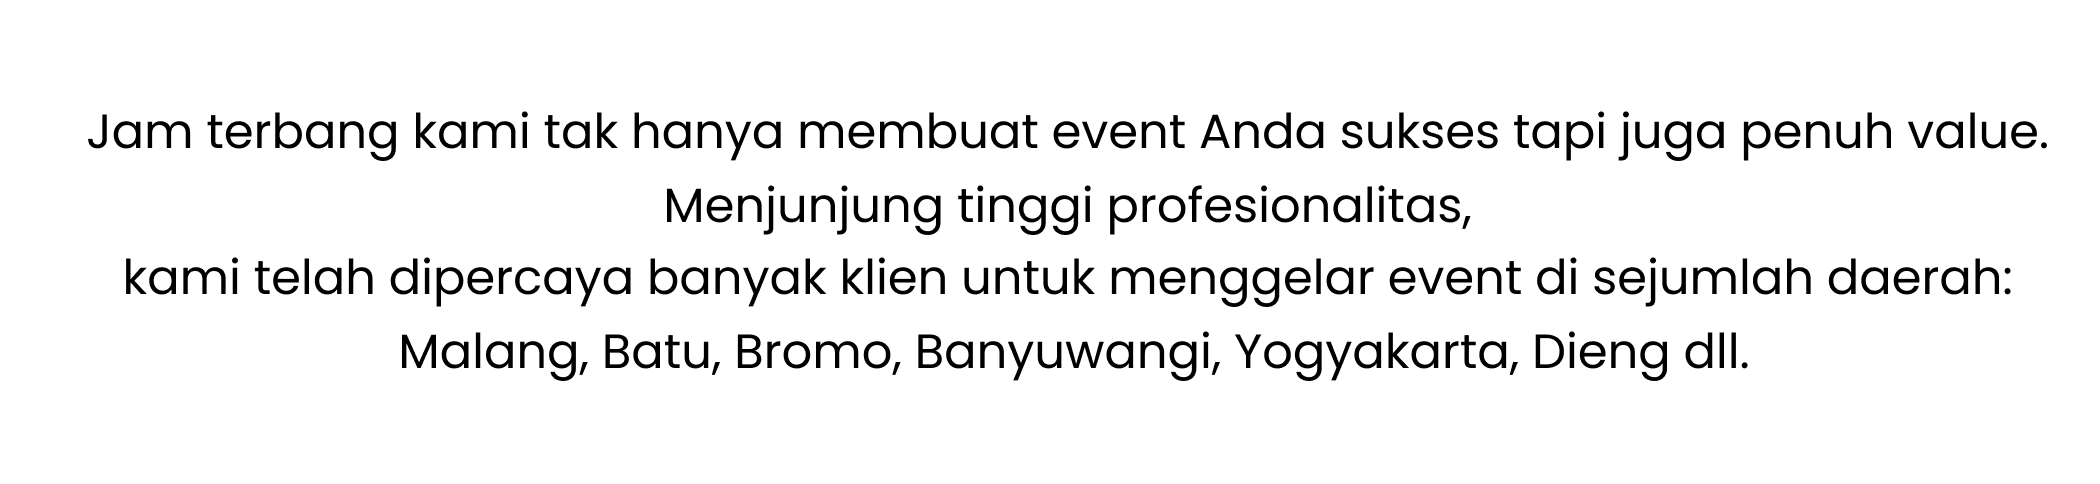 Jam terbang kami tak hanya membuat event Anda sukses tapi juga penuh value.
Menjunjung tinggi profesionalitas,
kami telah dipercaya banyak klien untuk menggelar event di sejumlah daerah:
Malang, Batu, Bromo, Banyuwangi, Yogyakarta, Dieng dll.